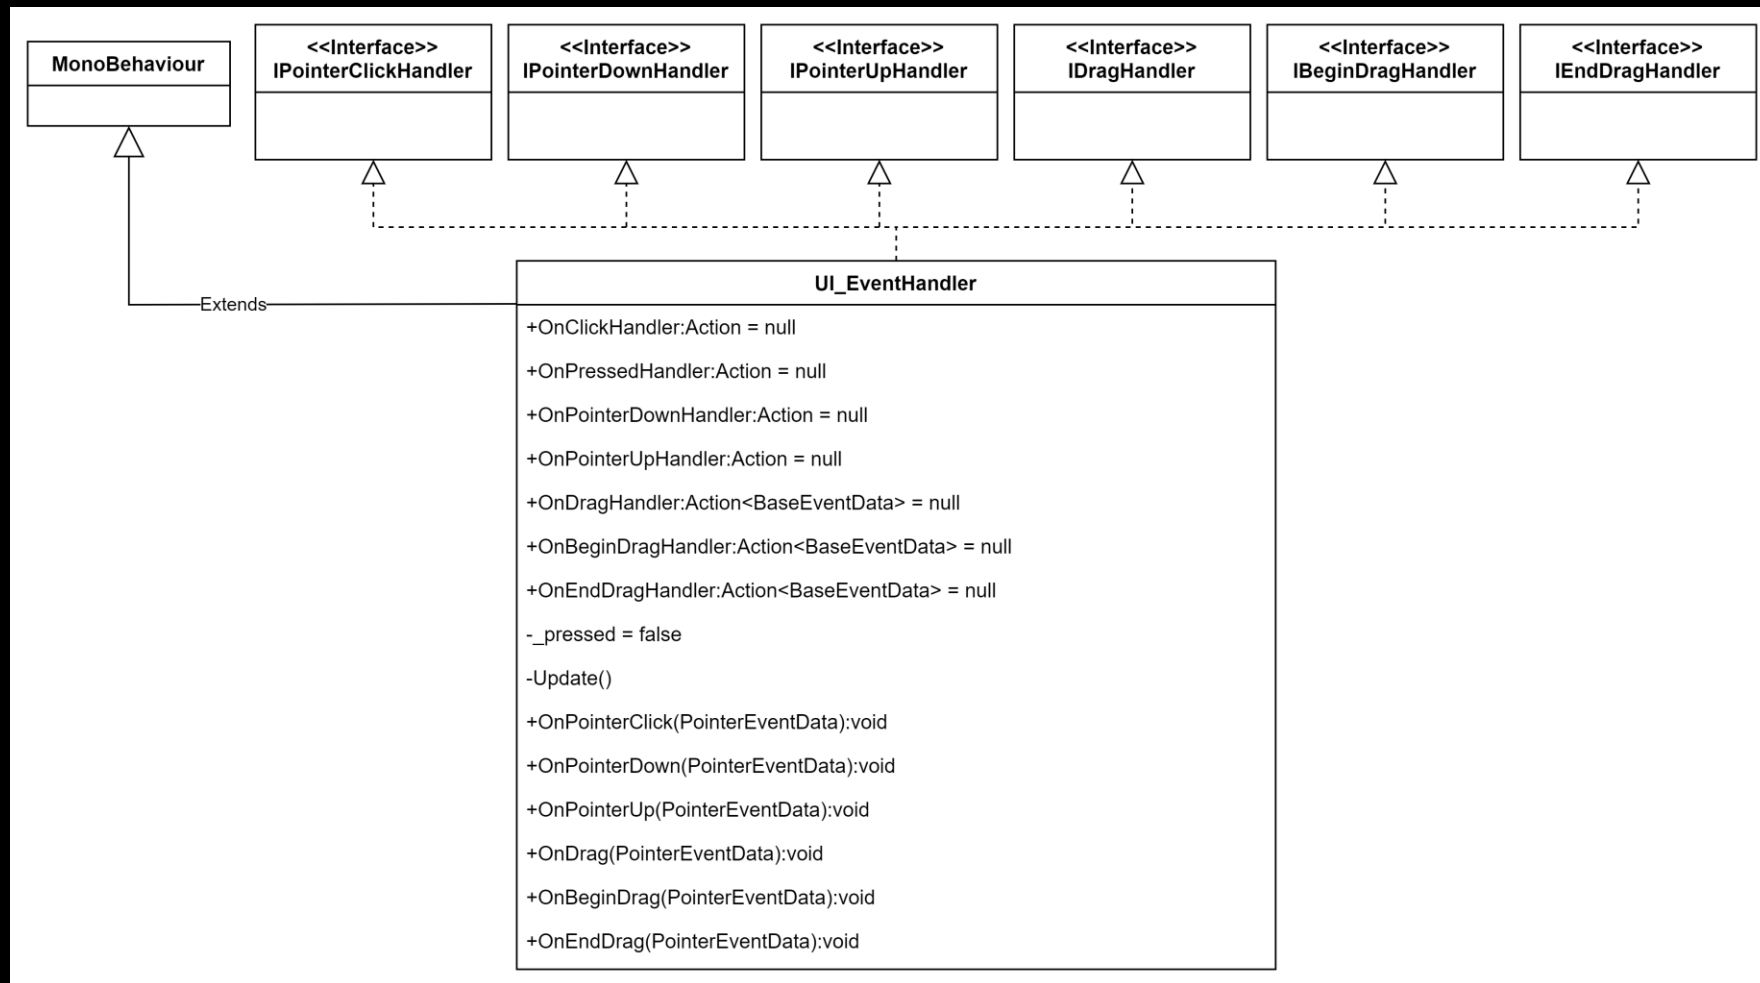 MonoBehaviour
<<Interface>>
IPointerClickHandler
<<Interface>>
IPointerDownHandler
<<Interface>>
IPointerUpHandler
<<Interface>>
IDragHandler
<<Interface>>
IBeginDragHandler
<<Interface>>
IEndDragHandler
Extends
UI_EventHandler
+OnClickHandler:Action = null
+OnPressedHandler:Action = null
+OnPointerDownHandler:Action = null
+OnPointerUpHandler:Action = null
+OnDragHandler:Action<BaseEventData> = null
+OnBeginDragHandler:Action<BaseEventData> = null
+OnEndDragHandler:Action<BaseEventData> = null
-_pressed = false
-Update()
+OnPointerClick(PointerEventData):void
+OnPointerDown(PointerEventData):void
+OnPointerUp(PointerEventData):void
+OnDrag(PointerEventData):void
+OnBeginDrag(PointerEventData):void
+OnEndDrag(PointerEventData):void